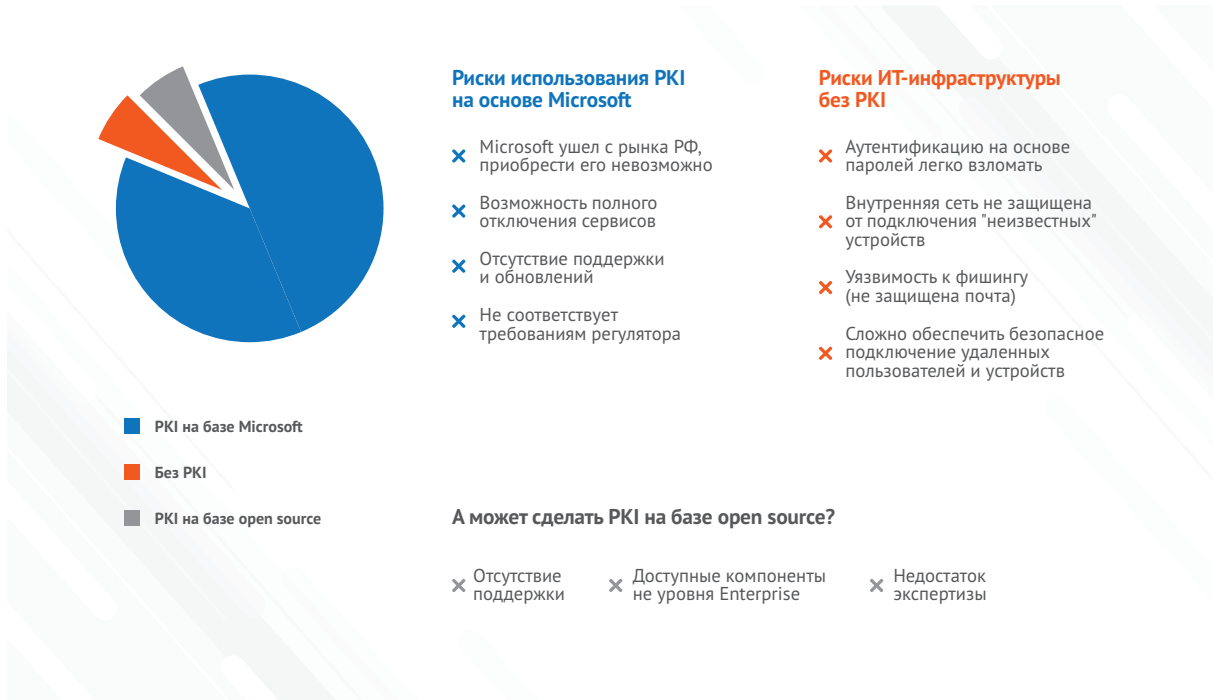 Риски использования PKI
на основе Microsoft
Microsoft ушел с рынка РФ,
приобрести его невозможно
Возможность полного
отключения сервисов
Отсутствие поддержки
и обновлений
Не соответствует
требованиям регулятора
Риски ИТ-инфраструктуры
без PKI
Аутентификацию на основе
паролей легко взломать
Внутренняя сеть не защищена
от подключения "неизвестных"
устройств
Уязвимость к фишингу
(не защищена почта)
Сложно обеспечить безопасное
подключение удаленных
пользователей и устройств
PKI на базе Microsoft
Без PKI
PKI на базе open source
А может сделать PKI на базе open source?
Отсутствие
поддержки
Доступные компоненты
не уровня Enterprise
Недостаток
экспертизы